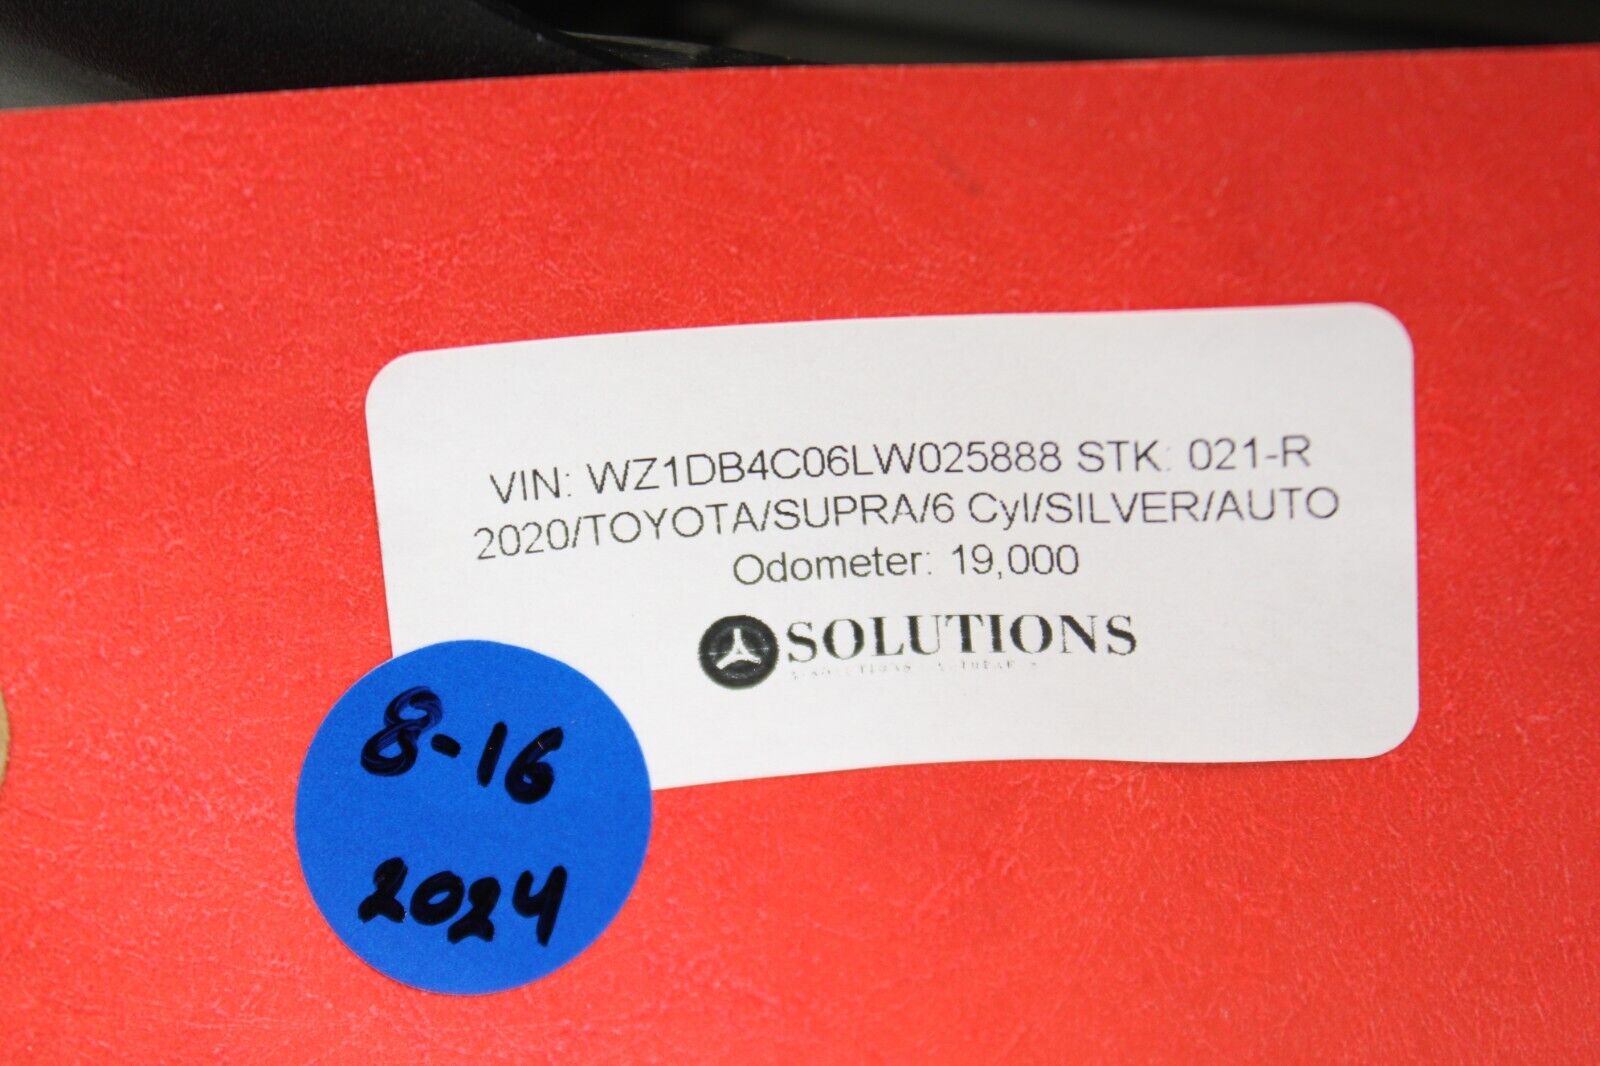 VIN: WZ1DB4C06LW025888 STK: 021-R
2020/TOYOTA/SUPRA/6 Cyl/SILVER/AUTO
Odometer: 19,000
SOLUTIONS
8-16
2024